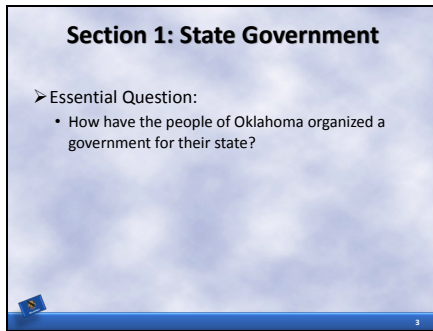 Section 1: State Government
➢Essential Question:
• How have the people of Oklahoma organized a
government for their state?
3